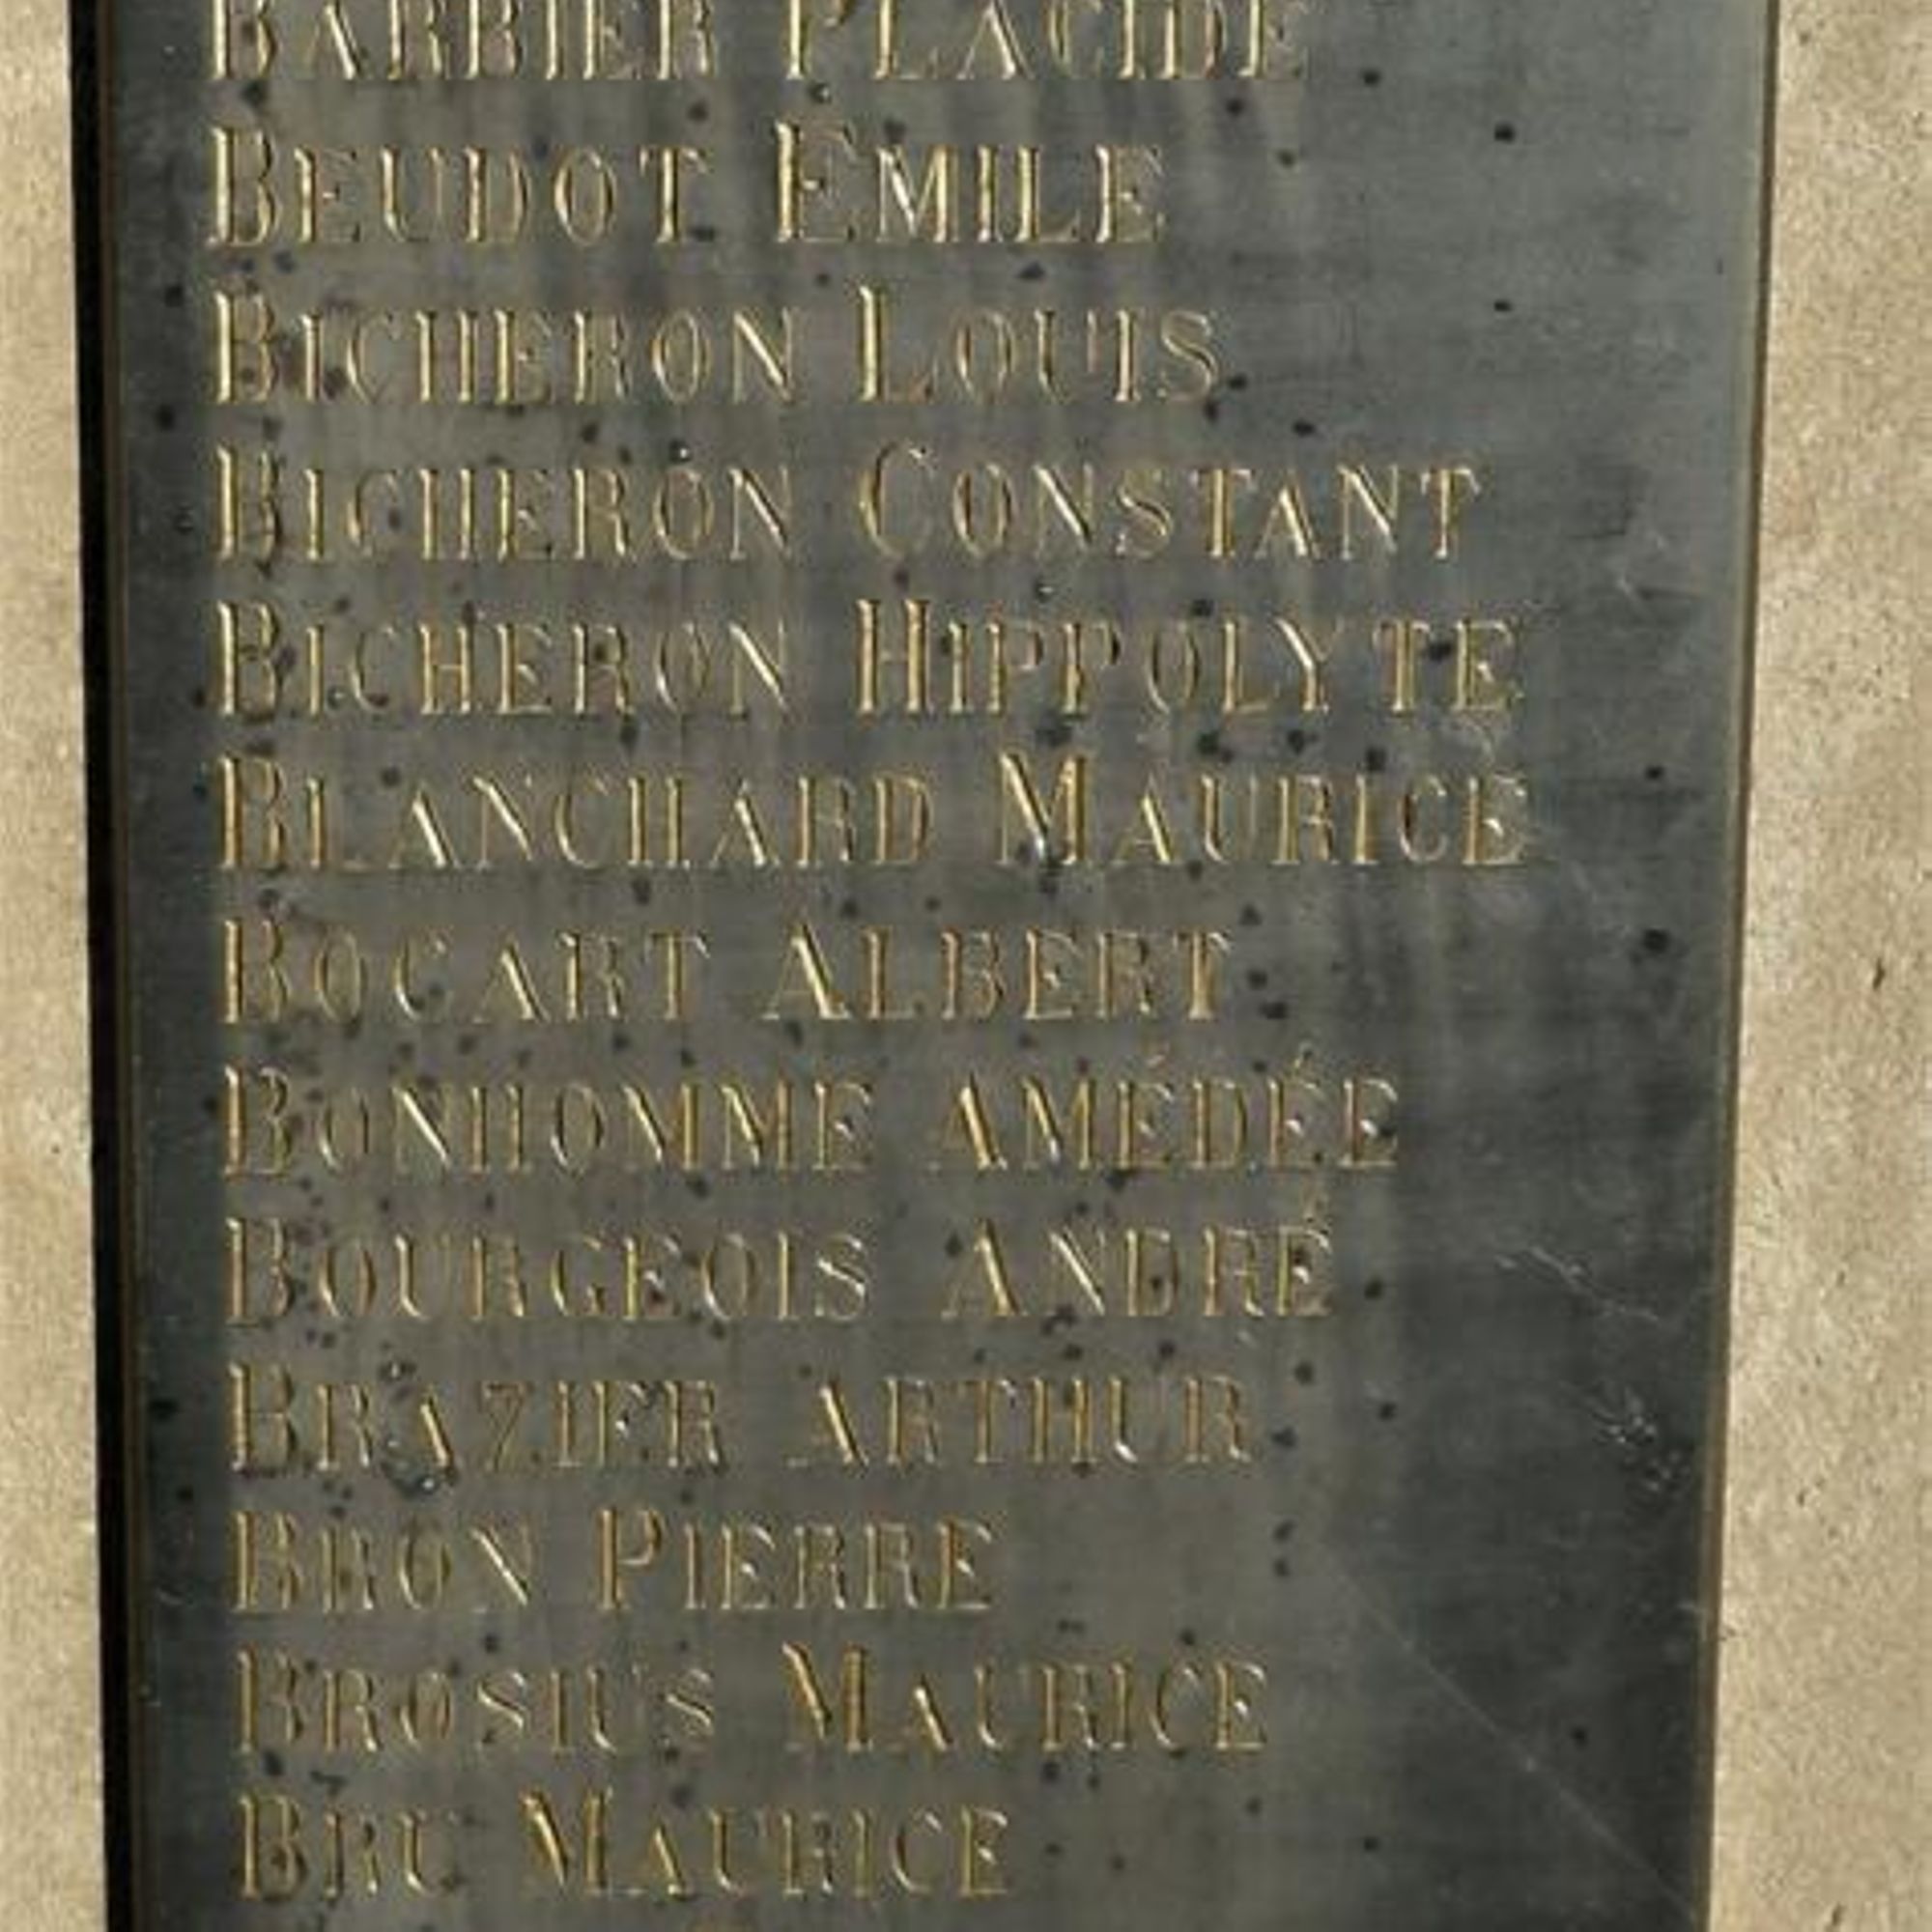 BARBIER PLACIDE
BEUDOT ÉMILE
BICHERON LOUIS
BICHERON CONSTANT
BICHERON HIPPOLYTE
BLANCHARD MAURICE
BOCART ALBERT
BONHOMME AMÉDÉE
BOURGEOIS ANDRÉ
BRAZIER ARTHUR
BRON PIERRE
BROSIUS MAURICE
BRU MAURICE